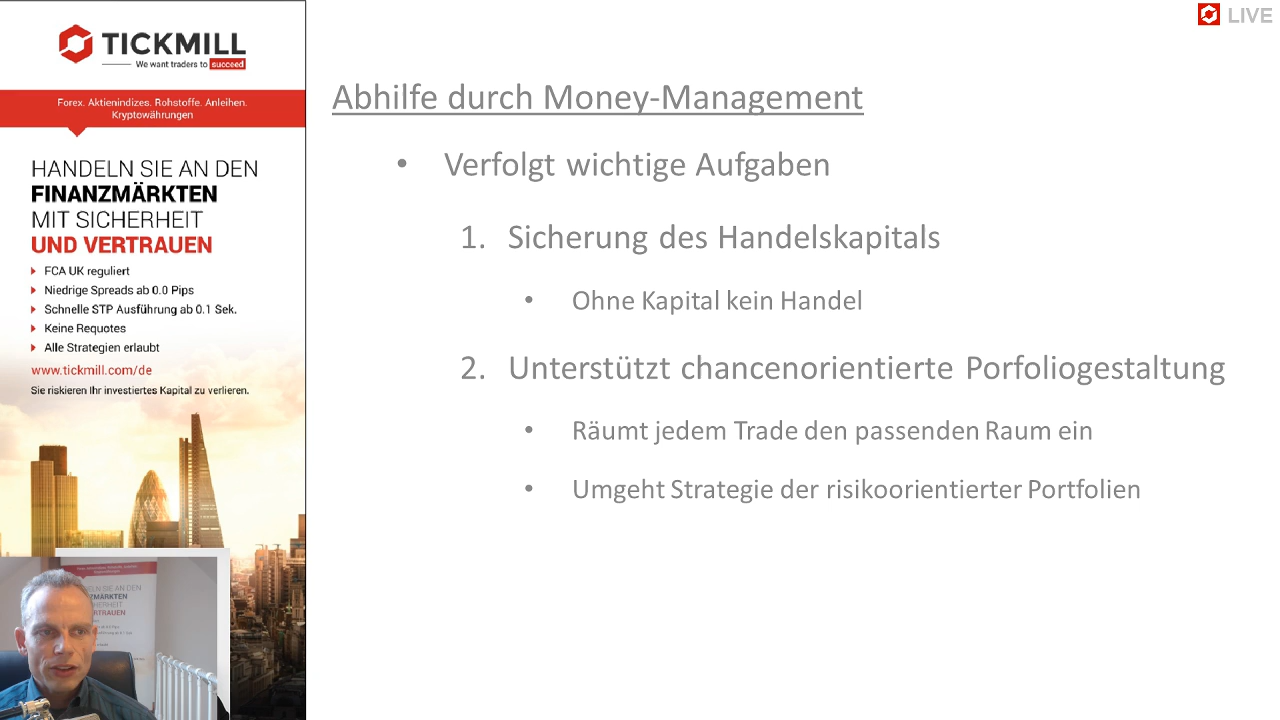 TICKMILL
We want traders to succeed
Forex. Aktienindizes. Rohstoffe. Anleihen.
Kryptowährungen
HANDELN SIE AN DEN
FINANZMÄRKTEN
MIT SICHERHEIT
UND VERTRAUEN
FCA UK reguliert
Niedrige Spreads ab 0.0 Pips
Schnelle STP Ausführung ab 0.1 Sek.
Keine Requotes
Alle Strategien erlaubt
www.tickmill.com/de
Sie riskieren Ihr investiertes Kapital zu verlieren.
LIVE
Abhilfe durch Money-Management
• Verfolgt wichtige Aufgaben
1. Sicherung des Handelskapitals
• Ohne Kapital kein Handel
2. Unterstützt chancenorientierte Porfoliogestaltung
• Räumt jedem Trade den passenden Raum ein
• Umgeht Strategie der risikoorientierter Portfolien